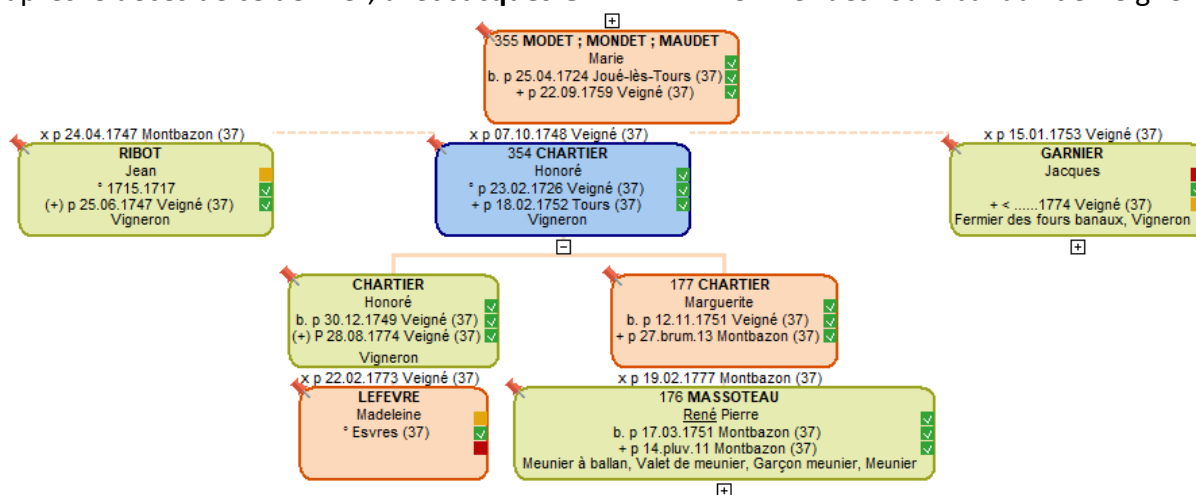 355 MODET ; MONDET ; MAUDET
Marie
b. p 25.04.1724 Joué-lès-Tours (37)
+ p 22.09.1759 Veigné (37)
x p 24.04.1747 Montbazon (37)
RIBOT
Jean
° 1715.1717
(+) p 25.06.1747 Veigné (37)
Vigneron
x p 07.10.1748 Veigné (37)
354 CHARTIER
Honoré
° p 23.02.1726 Veigné (37)
+ p 18.02.1752 Tours (37)
Vigneron
x p 15.01.1753 Veigné (37)
GARNIER
Jacques
+ < ......1774 Veigné (37)
Fermier des fours banaux, Vigneron
CHARTIER
Honoré
b. p 30.12.1749 Veigné (37)
(+) P 28.08.1774 Veigné (37)
Vigneron
177 CHARTIER
Marguerite
b. p 12.11.1751 Veigné (37)
+ p 27.brum.13 Montbazon (37)
x p 22.02.1773 Veigné (37)
LEFEVRE
Madeleine
° Esvres (37)
x p 19.02.1777 Montbazon (37)
176 MASSOTEAU
René Pierre
b. p 17.03.1751 Montbazon (37)
+ p 14.pluv.11 Montbazon (37)
Meunier à ballan, Valet de meunier, Garçon meunier, Meunier